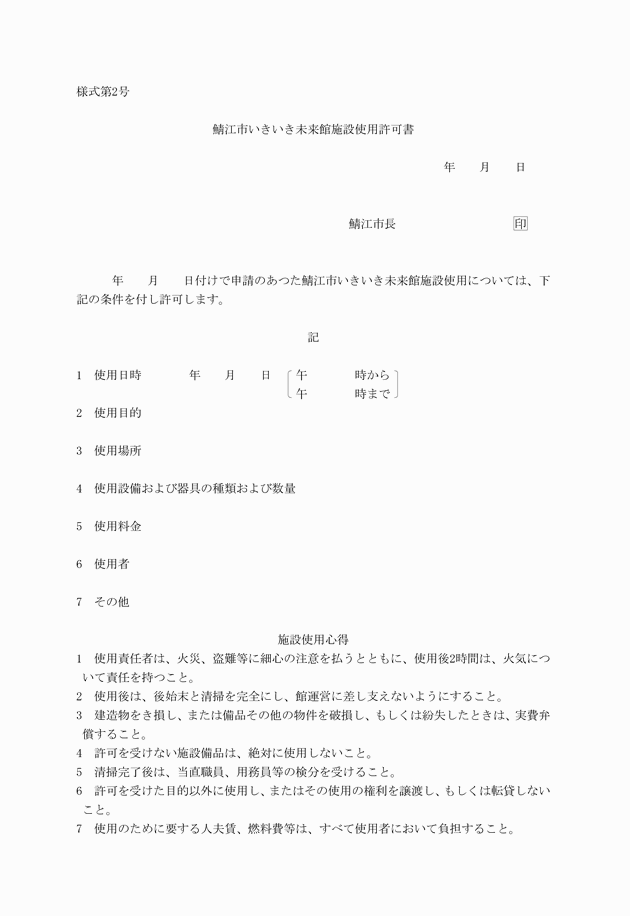 様式第2号
鯖江市いきいき未来館施設使用許可書
年　　月　　日
鯖江市長　　　　　　　　　　印
年　　月　　日付けで申請のあつた鯖江市いきいき未来館施設使用については、下
記の条件を付し許可します。
記
1　使用日時　　　　年　　月　　日　午　　　　時から
午　　　　時まで
2　使用目的
3　使用場所
4　使用設備および器具の種類および数量
5　使用料金
6　使用者
7　その他
施設使用心得
1　使用責任者は、火災、盗難等に細心の注意を払うとともに、使用後2時間は、火気につ
いて責任を持つこと。
2　使用後は、後始末と清掃を完全にし、館運営に差し支えないようにすること。
3　建造物をき損し、または備品その他の物件を破損し、もしくは紛失したときは、実費弁
償すること。
4　許可を受けない施設備品は、絶対に使用しないこと。
5　清掃完了後は、当直職員、用務員等の検分を受けること。
6　許可を受けた目的以外に使用し、またはその使用の権利を譲渡し、もしくは転貸しない
こと。
7　使用のために要する人夫賃、燃料費等は、すべて使用者において負担すること。